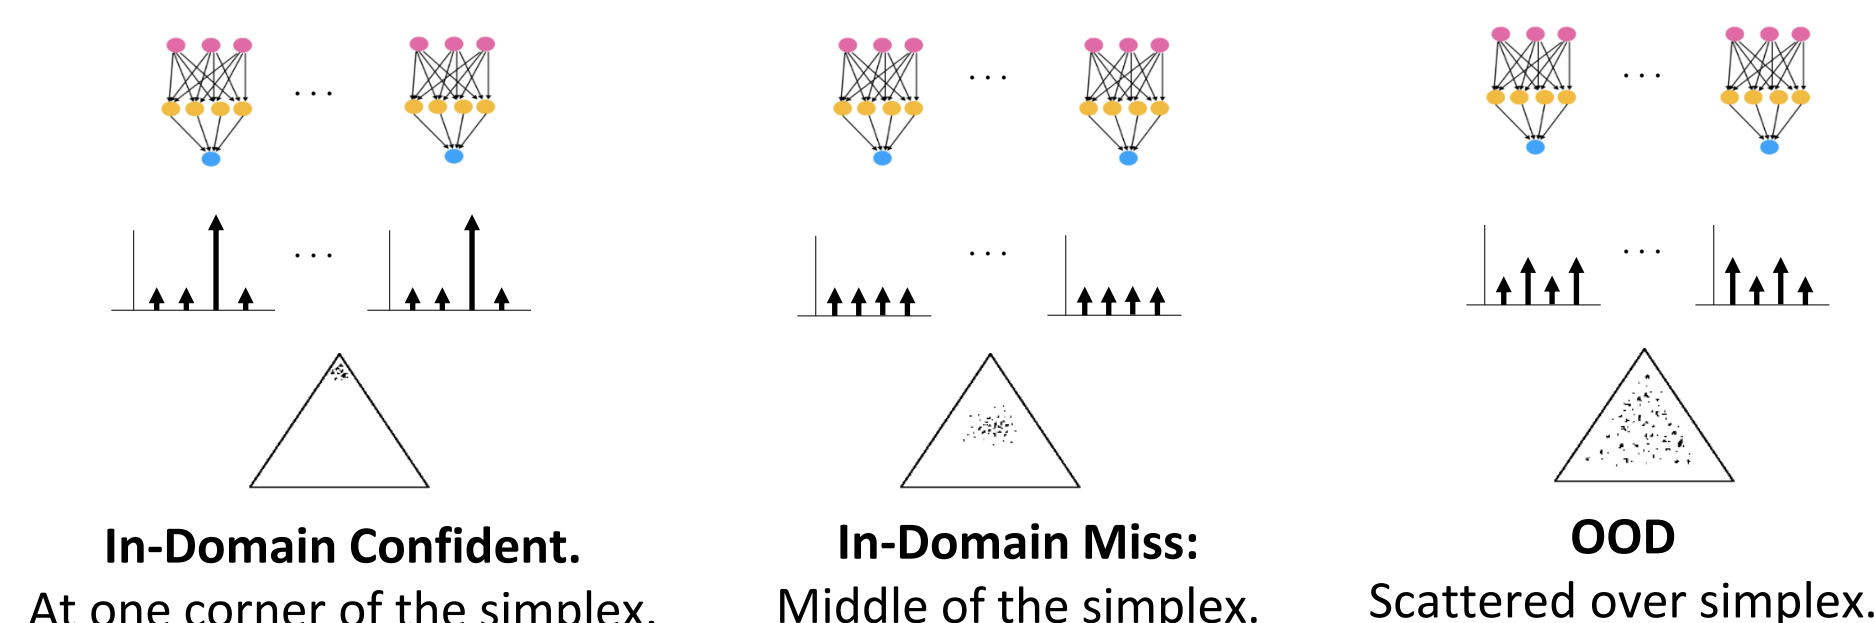 In-Domain Confident.
At one corner of the simplex.
In-Domain Miss:
Middle of the simplex.
OOD
Scattered over simplex.